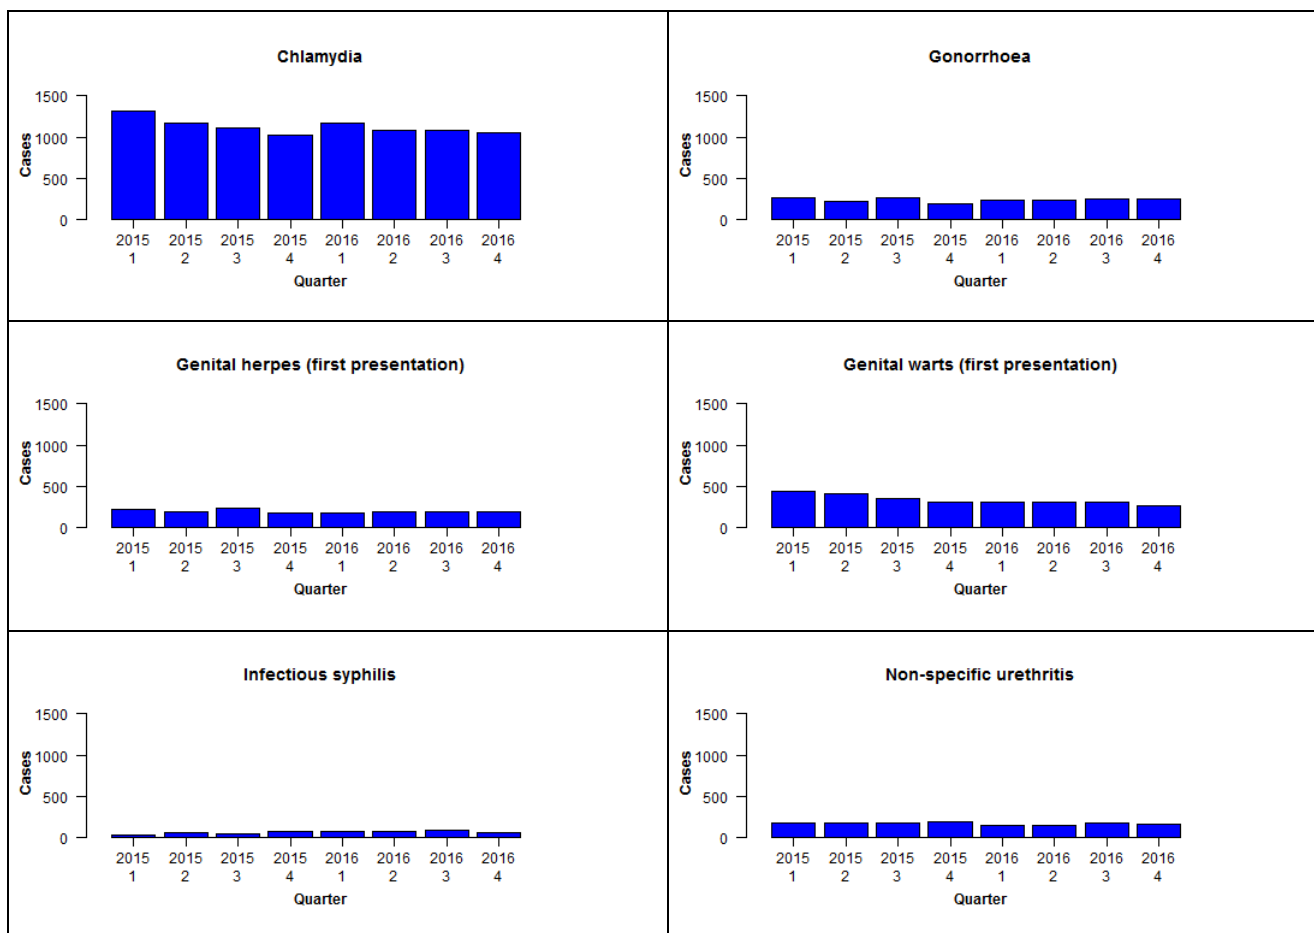 Chlamydia
1500
1000
500
0
Cases
2015 2015 2015 2015 2016 2016 2016 2016
1 2 3 4 1 2 3 4
Quarter
Gonorrhoea
1500
1000
500
0
Cases
2015 2015 2015 2015 2016 2016 2016 2016
1 2 3 4 1 2 3 4
Quarter
Genital herpes (first presentation)
1500
1000
500
0
Cases
2015 2015 2015 2015 2016 2016 2016 2016
1 2 3 4 1 2 3 4
Quarter
Genital warts (first presentation)
1500
1000
500
0
Cases
2015 2015 2015 2015 2016 2016 2016 2016
1 2 3 4 1 2 3 4
Quarter
Infectious syphilis
1500
1000
500
0
Cases
2015 2015 2015 2015 2016 2016 2016 2016
1 2 3 4 1 2 3 4
Quarter
Non-specific urethritis
1500
1000
500
0
Cases
2015 2015 2015 2015 2016 2016 2016 2016
1 2 3 4 1 2 3 4
Quarter